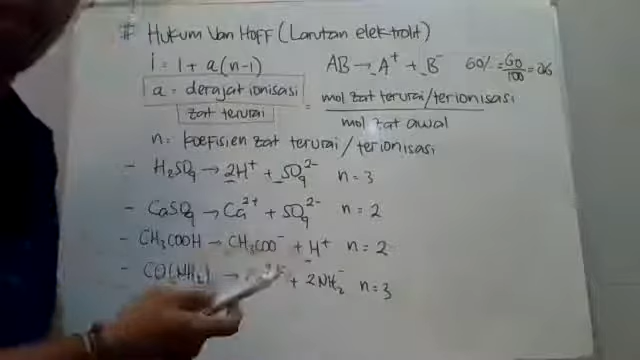 # Hukum Van Hoff (Larutan elektrolit)
i = 1 + a(n-1)
AB → A⁺ + B⁻ 60% = 60/100 = 0,6
a = derajat ionisasi
zat terurai
= mol zat terurai/terionisasi
mol zat awal
n = koefisien zat terurai/terionisasi
- H₂SO₄ → 2H⁺ + SO₄²⁻ n = 3
- CaSO₄ → Ca²⁺ + SO₄²⁻ n = 2
- CH₃COOH → CH₃COO⁻ + H⁺ n = 2
- CO(NH₂) → + 2NH₂⁻ n = 3